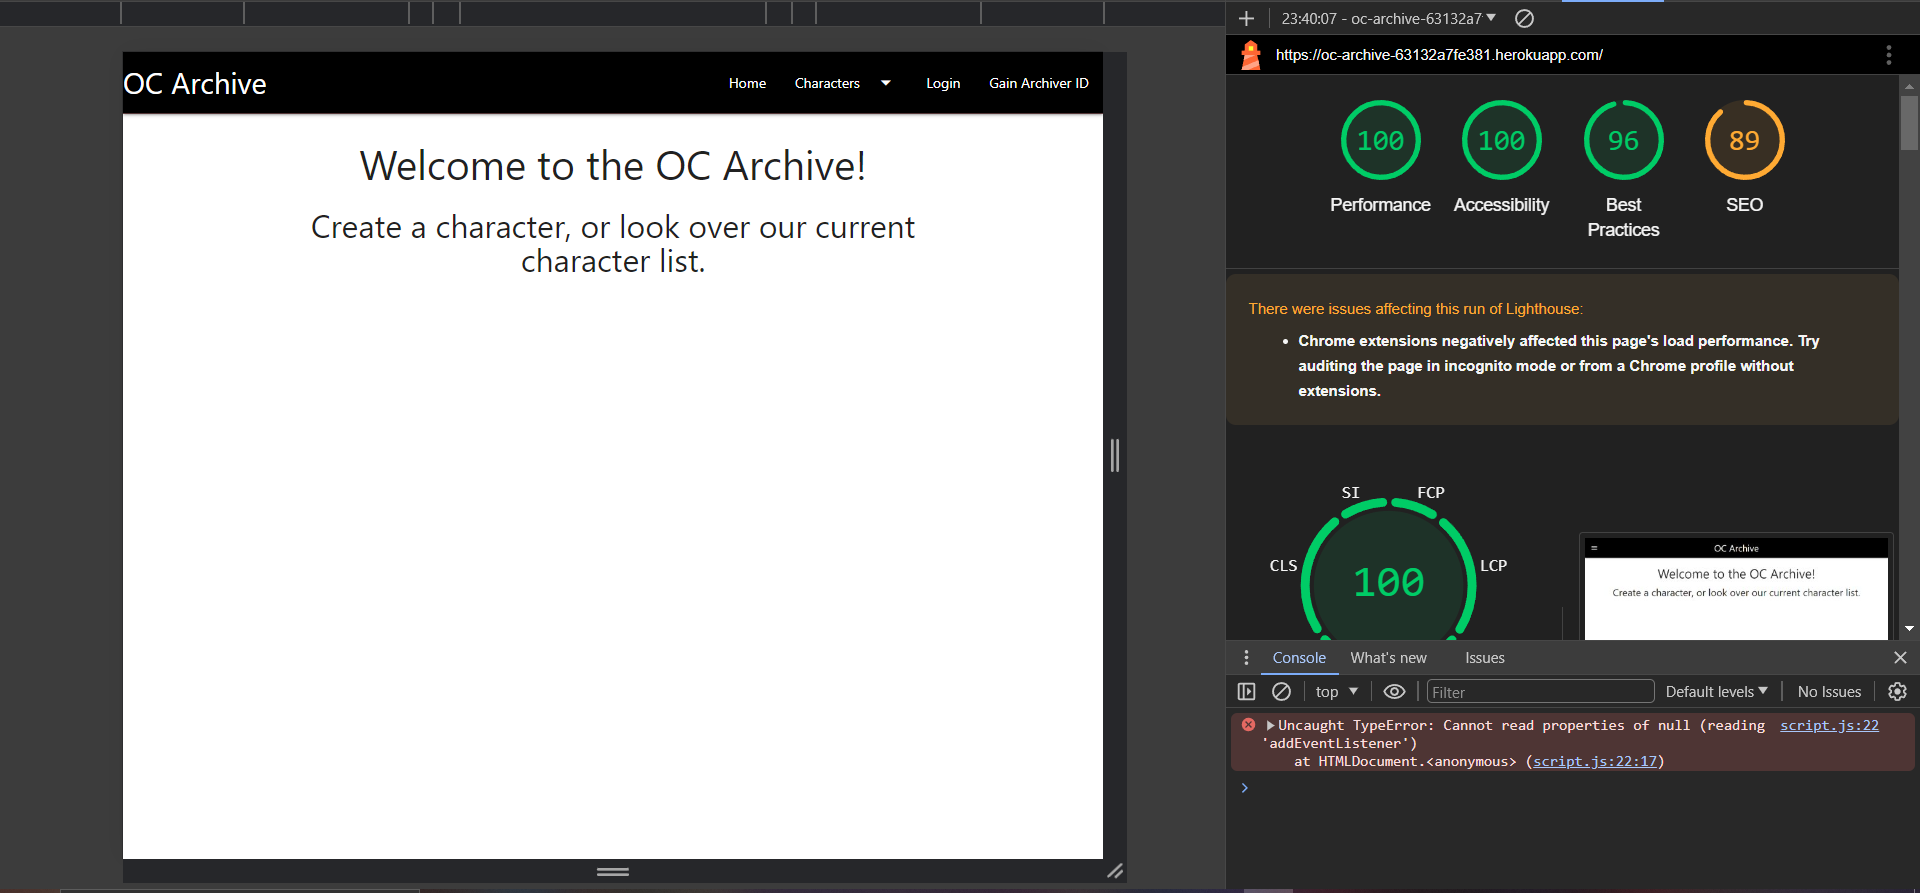 OC Archive
Home Characters Login Gain Archiver ID
Welcome to the OC Archive!
Create a character, or look over our current
character list.
23:40:07 - oc-archive-63132a7
https://oc-archive-63132a7fe381.herokuapp.com/
100
Performance
100
Accessibility
96
Best
Practices
89
SEO
There were issues affecting this run of Lighthouse:
• Chrome extensions negatively affected this page's load performance. Try
auditing the page in incognito mode or from a Chrome profile without
extensions.
SI FCP
CLS LCP
100
OC Archive
Welcome to the OC Archive!
Create a character, or look over our current character list.
Console What's new Issues
top Filter Default levels No Issues
Uncaught TypeError: Cannot read properties of null (reading script.js:22
'addEventListener')
at HTMLDocument.<anonymous> (script.js:22:17)